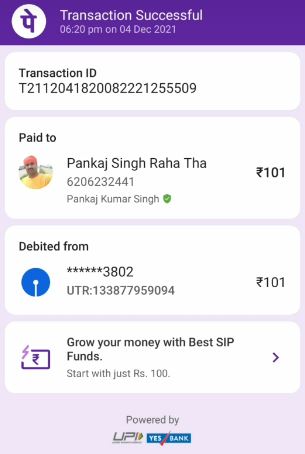 पे
Transaction Successful
06:20 pm on 04 Dec 2021
Transaction ID
T2112041820082221255509
Paid to
Pankaj Singh Raha Tha
₹101
6206232441
Pankaj Kumar Singh
Debited from
******3802
₹101
UTR:133877959094
₹
Grow your money with Best SIP
Funds.
Start with just Rs. 100.
Powered by
UPI YES BANK